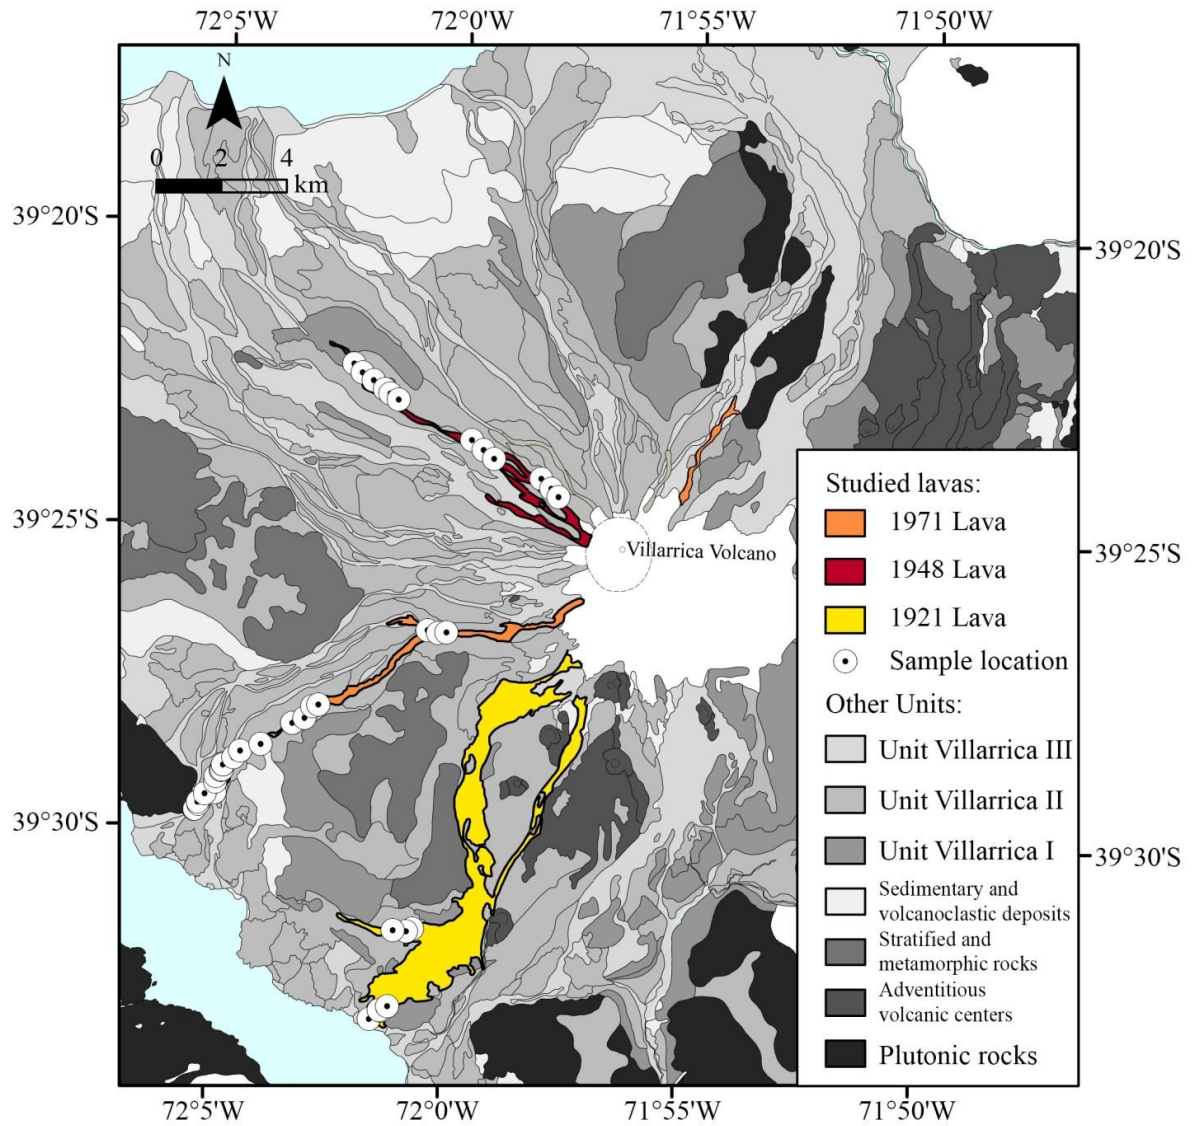 72°5'W 72°0'W 71°55'W 71°50'W
N
0 2 4
km
39°20'S
39°20'S
39°25'S
39°25'S
39°30'S
39°30'S
Villarrica Volcano
Studied lavas:
1971 Lava
1948 Lava
1921 Lava
Sample location
Other Units:
Unit Villarrica III
Unit Villarrica II
Unit Villarrica I
Sedimentary and
volcanoclastic deposits
Stratified and
metamorphic rocks
Adventitious
volcanic centers
Plutonic rocks
72°5'W 72°0'W 71°55'W 71°50'W